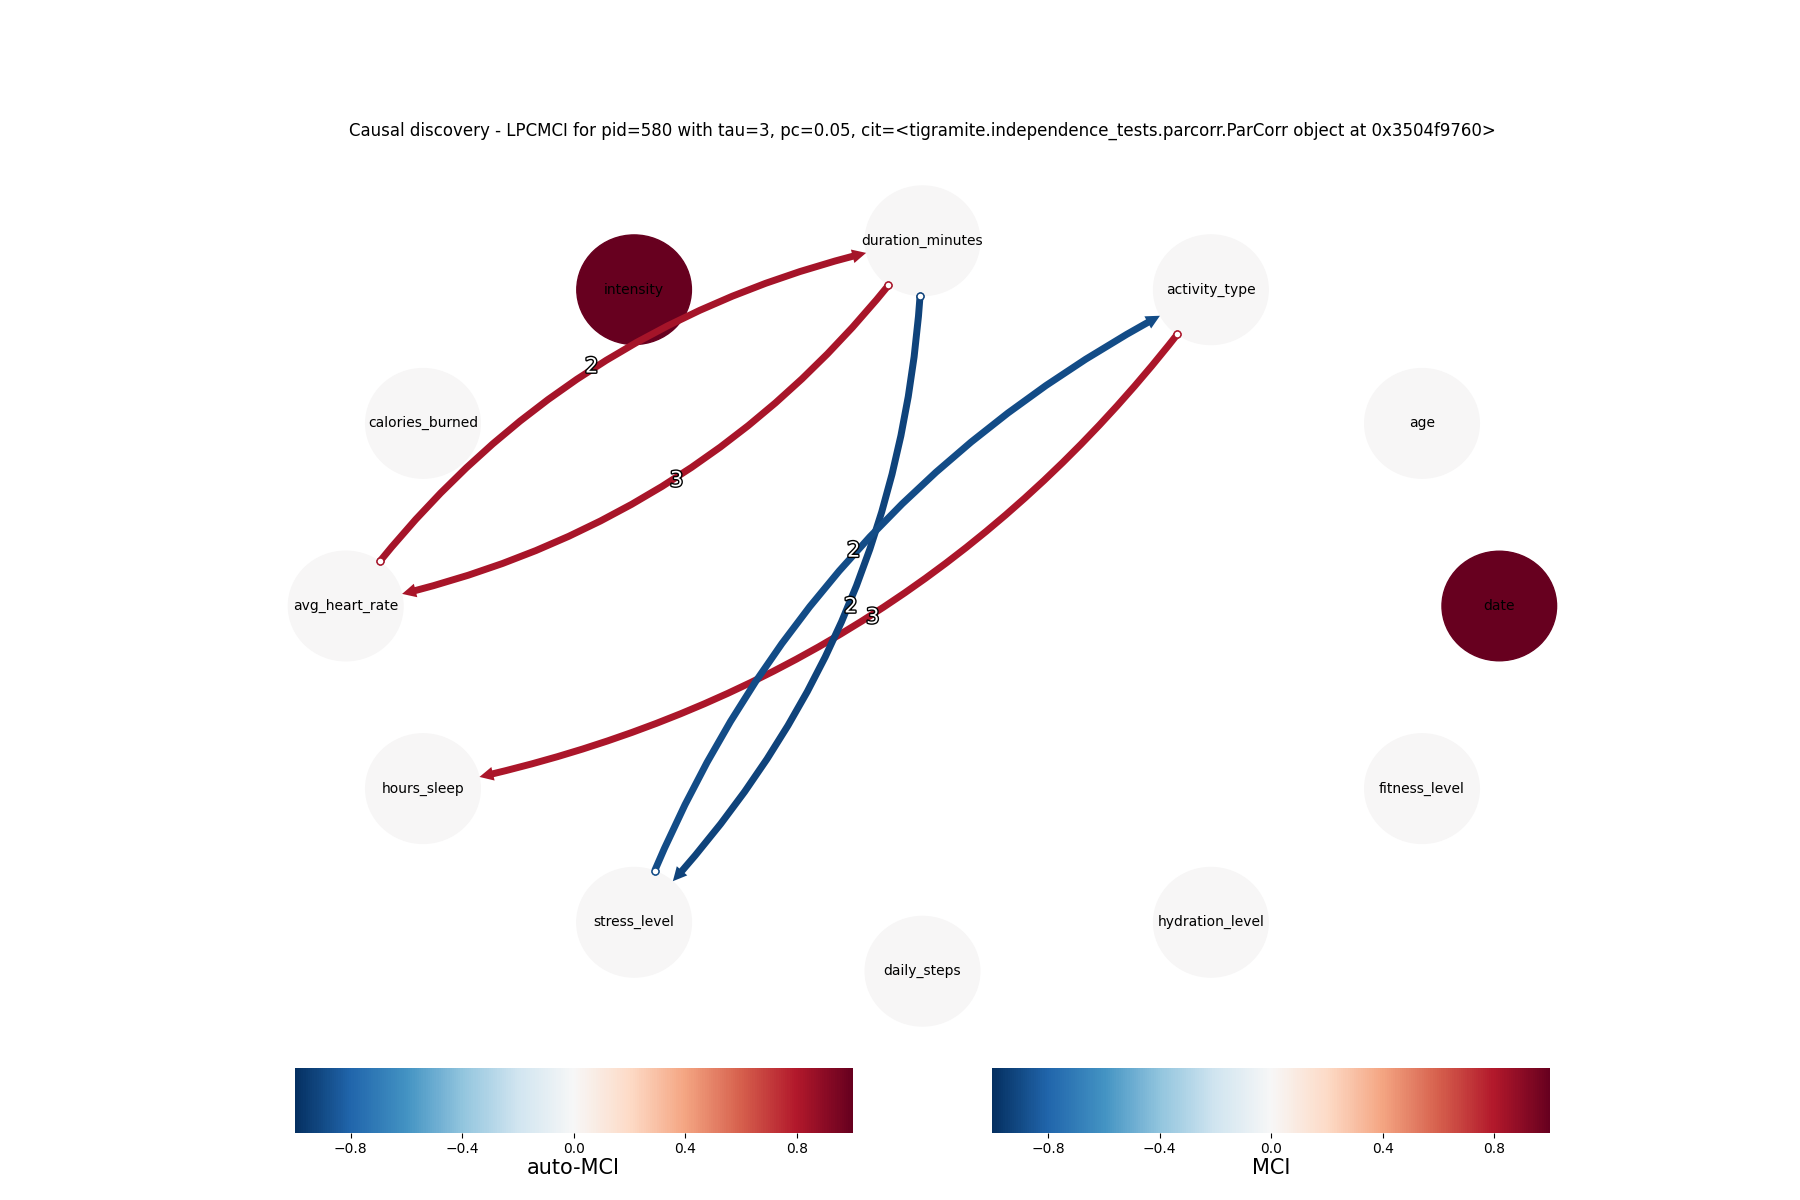 Causal discovery - LPCMCI for pid=580 with tau=3, pc=0.05, cit=<tigramite.independence_tests.parcorr.ParCorr object at 0x3504f9760>
duration_minutes
intensity
activity_type
2
calories_burned
age
3
2
avg_heart_rate
2
3
date
hours_sleep
fitness_level
stress_level
hydration_level
daily_steps
−0.8 −0.4 0.0 0.4 0.8
auto-MCI
−0.8 −0.4 0.0 0.4 0.8
MCI